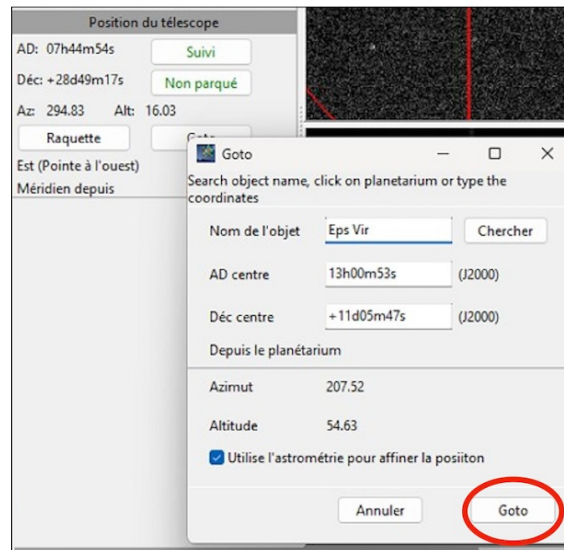 Position du télescope
AD: 07h44m54s Suivi
Déc: +28d49m17s Non parqué
Az: 294.83 Alt: 16.03
Raquette Goto
Est (Pointe à l'ouest)
Méridien depuis
Goto
Search object name, click on planetarium or type the
coordinates
Nom de l'objet Eps Vir Chercher
AD centre 13h00m53s (J2000)
Déc centre +11d05m47s (J2000)
Depuis le planétarium
Azimut 207.52
Altitude 54.63
Utilise l'astrométrie pour affiner la posiiton
Annuler Goto